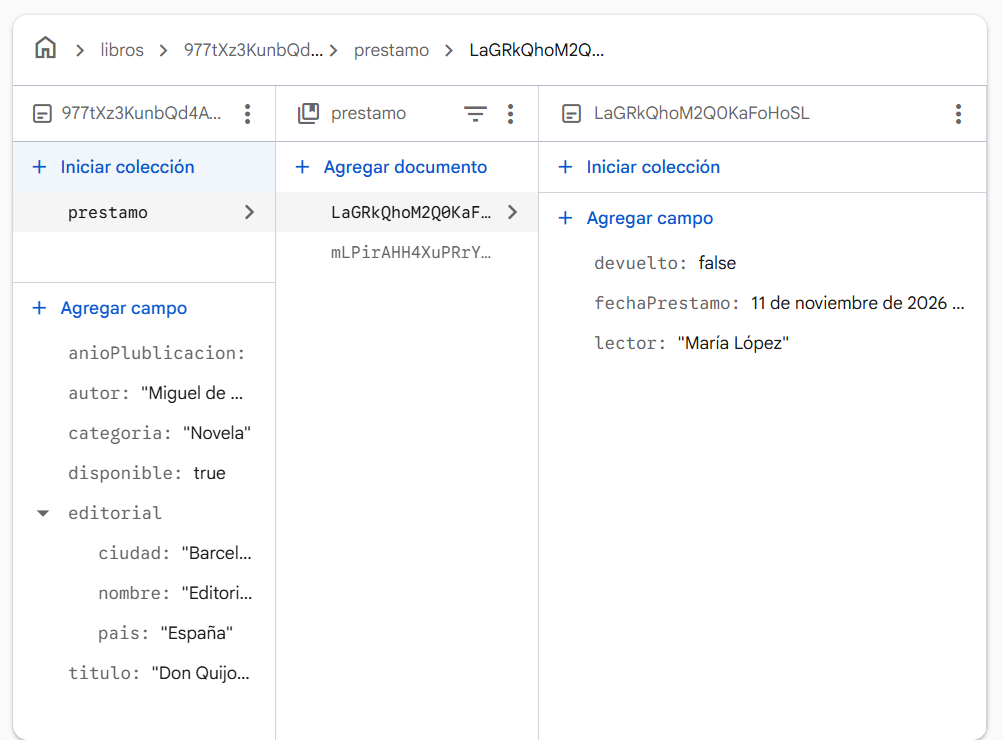 libros 977tXz3KunbQd... prestamo LaGRkQhoM2Q...
977tXz3KunbQd4A...
Iniciar colección
prestamo
Agregar campo
anioPlublicacion:
autor: "Miguel de ...
categoria: "Novela"
disponible: true
editorial
ciudad: "Barcel...
nombre: "Editori...
pais: "España"
titulo: "Don Quijo...
prestamo
Agregar documento
LaGRkQhoM2Q0KaF...
mLPirAHH4XuPRrY...
LaGRkQhoM2Q0KaFoHoSL
Iniciar colección
Agregar campo
devuelto: false
fechaPrestamo: 11 de noviembre de 2026 ...
lector: "María López"